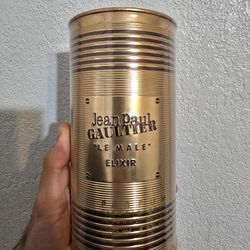 Jean Paul
GAULTIER
"LE MALE"
ELIXIR